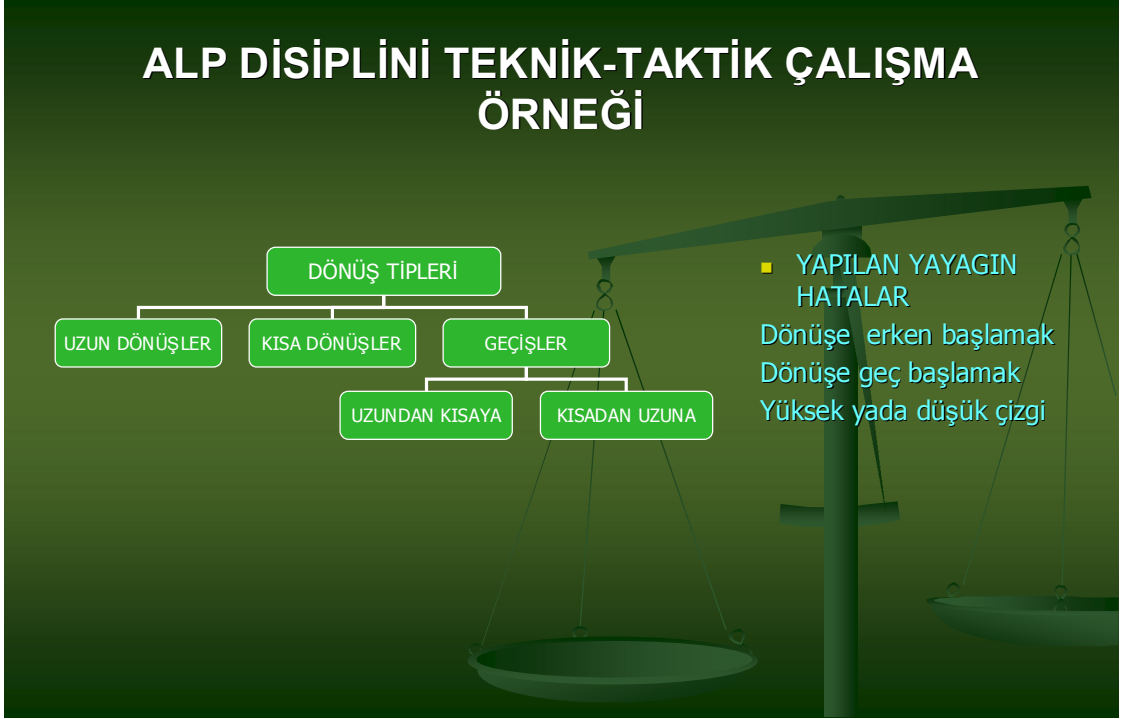 ALP DİSİPLİNİ TEKNİK-TAKTİK ÇALIŞMA
ÖRNEĞİ
DÖNÜŞ TİPLERİ
UZUN DÖNÜŞLER
KISA DÖNÜŞLER
GEÇİŞLER
UZUNDAN KISAYA
KISADAN UZUNA
YAPILAN YAYAGIN
HATALAR
Dönüşe erken başlamak
Dönüşe geç başlamak
Yüksek yada düşük çizgi